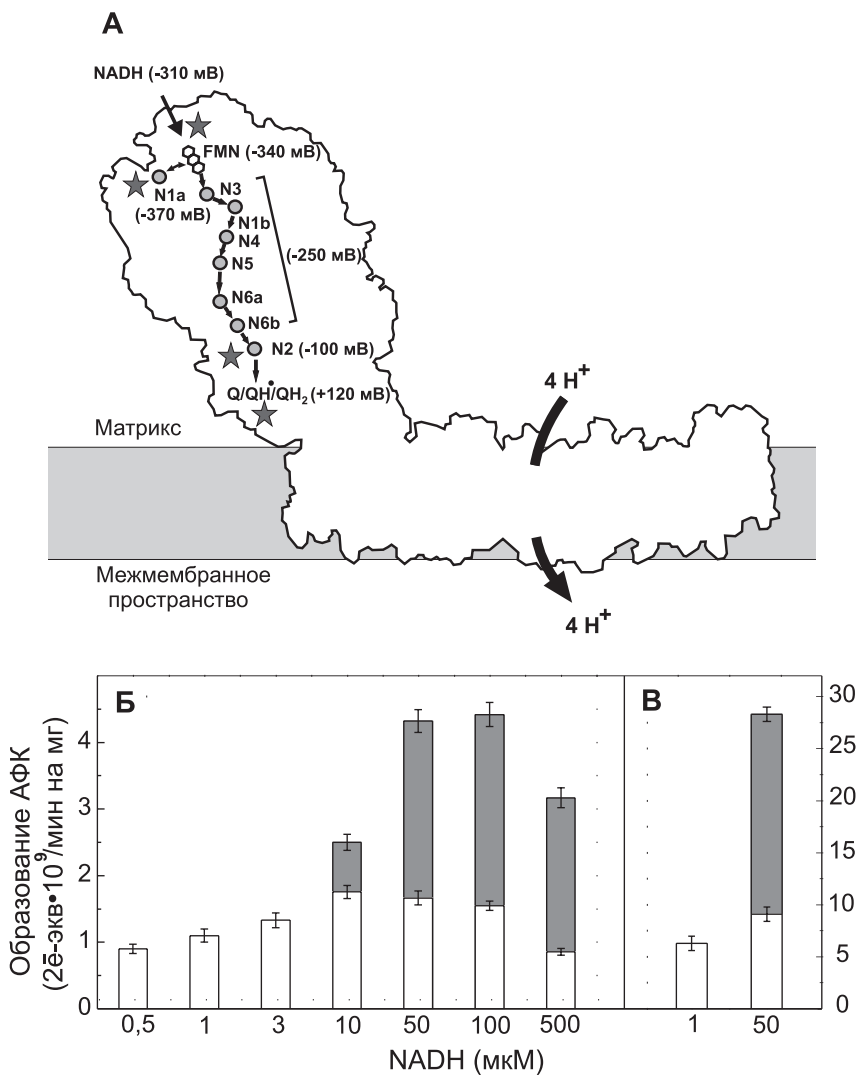 А
NADH (-310 мВ)
FMN (-340 мВ)
N1a
(-370 мВ)
N3
N1b
N4
(-250 мВ)
N5
N6a
N6b
N2 (-100 мВ)
Q/QH•/QH₂ (+120 мВ)
4 H⁺
Матрикс
Межмембранное
пространство
4 H⁺
Образование АФК
(2ē-экв•10⁹/мин на мг)
Б
В
4
3
2
1
0
30
25
20
15
10
5
0
0,5 1 3 10 50 100 500 1 50
NADH (мкМ)